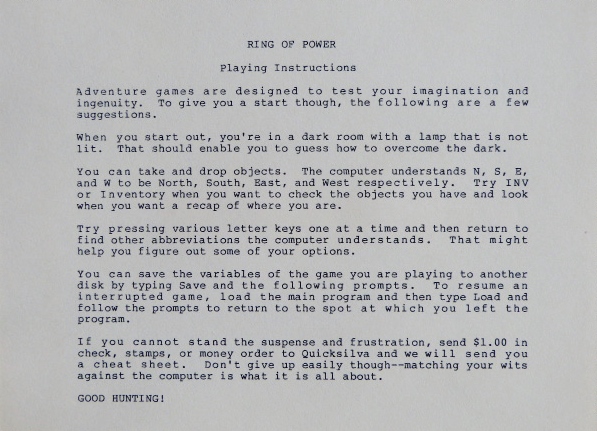 RING OF POWER
Playing Instructions
Adventure games are designed to test your imagination and
ingenuity. To give you a start though, the following are a few
suggestions.
When you start out, you're in a dark room with a lamp that is not
lit. That should enable you to guess how to overcome the dark.
You can take and drop objects. The computer understands N, S, E,
and W to be North, South, East, and West respectively. Try INV
or Inventory when you want to check the objects you have and look
when you want a recap of where you are.
Try pressing various letter keys one at a time and then return to
find other abbreviations the computer understands. That might
help you figure out some of your options.
You can save the variables of the game you are playing to another
disk by typing Save and the following prompts. To resume an
interrupted game, load the main program and then type Load and
follow the prompts to return to the spot at which you left the
program.
If you cannot stand the suspense and frustration, send $1.00 in
check, stamps, or money order to Quicksilva and we will send you
a cheat sheet. Don't give up easily though--matching your wits
against the computer is what it is all about.
GOOD HUNTING!